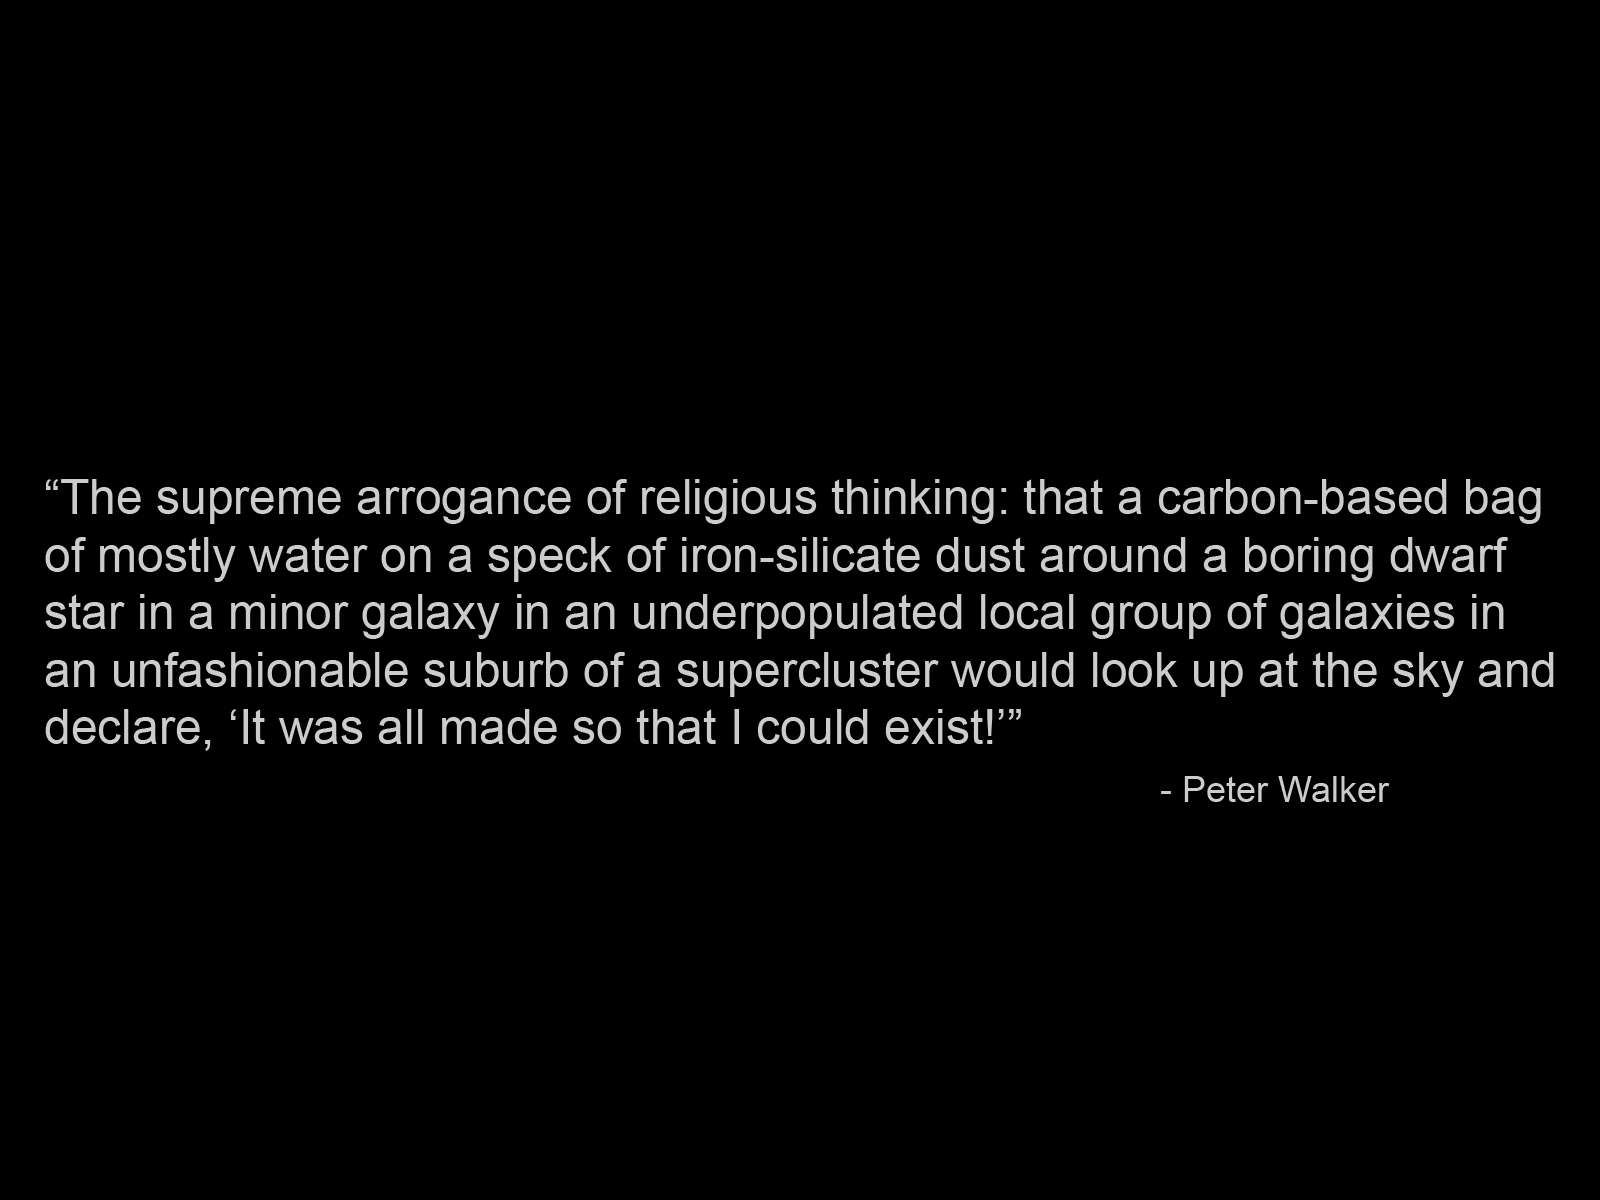 “The supreme arrogance of religious thinking: that a carbon-based bag
of mostly water on a speck of iron-silicate dust around a boring dwarf
star in a minor galaxy in an underpopulated local group of galaxies in
an unfashionable suburb of a supercluster would look up at the sky and
declare, ‘It was all made so that I could exist!’”
- Peter Walker